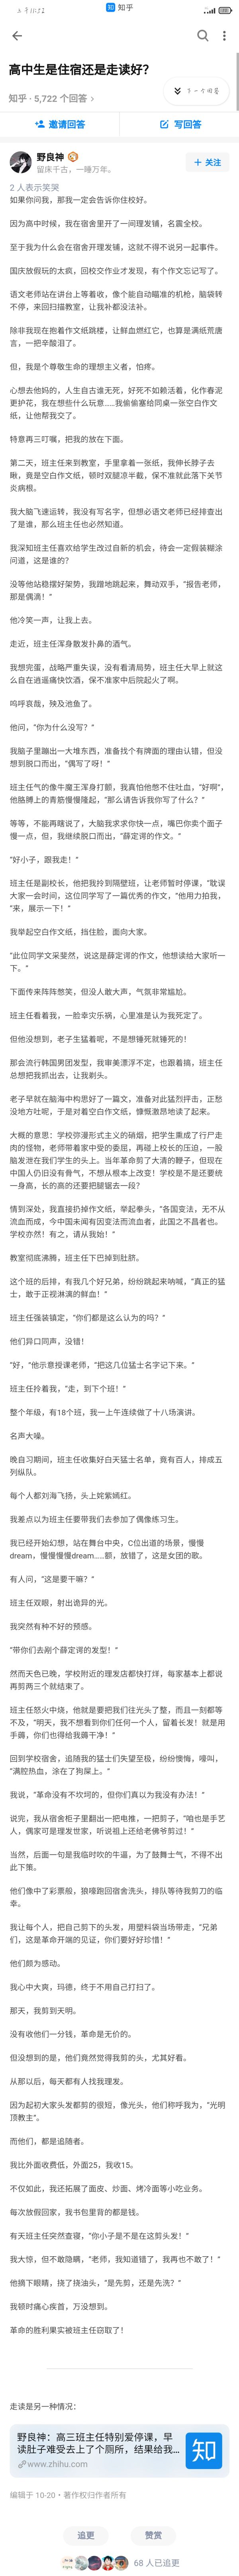 知乎
高中生是住宿还是走读好？
知乎 · 5,722 个回答 >
下一个回答
邀请回答
写回答
野良神
留床千古，一睡万年。
+ 关注
2 人表示笑哭
如果你问我，那我一定会告诉你住校好。
因为高中时候，我在宿舍里开了一间理发铺，名震全校。
至于我为什么会在宿舍开理发铺，这就不得不说另一起事件。
国庆放假玩的太疯，回校交作业才发现，有个作文忘记写了。
语文老师站在讲台上等着收，像个能自动瞄准的机枪，脑袋转
不停，来回扫描教室，让我补都没法补。
除非我现在抱着作文纸跳楼，让鲜血燃红它，也算是满纸荒唐
言，一把辛酸泪了。
但，我是个尊敬生命的理想主义者，怕疼。
心想去他吗的，人生自古谁无死，好死不如赖活着，化作春泥
更护花，我在想些什么玩意……我偷偷塞给同桌一张空白作文
纸，让他帮我交了。
特意再三叮嘱，把我的放在下面。
第二天，班主任来到教室，手里拿着一张纸，我伸长脖子去
瞅，竟是空白作文纸，顿时双腿凉半截，保不准就此落下关节
炎病根。
我大脑飞速运转，我没有写名字，但想必语文老师已经排查出
了是谁，那么班主任也必然知道。
我深知班主任喜欢给学生改过自新的机会，待会一定假装糊涂
问道，这是谁的？
没等他站稳摆好架势，我蹭地跳起来，舞动双手，“报告老师，
那是偶滴！”
他冷笑一声，让我上去。
走近，班主任浑身散发扑鼻的酒气。
我想完蛋，战略严重失误，没有看清局势，班主任大早上就这
么自在逍遥痛快饮酒，保不准家中后院起火了啊。
呜呼哀哉，殃及池鱼了。
他问，“你为什么没写？”
我脑子里蹦出一大堆东西，准备找个有牌面的理由认错，但没
想到脱口而出，“偶写了呀！”
班主任气的像牛魔王浑身打颤，我真怕他憋不住吐血，“好啊”，
他胳膊上的青筋慢慢隆起，“那么请告诉我你写了什么？”
等等，不能再瞎说了，大脑我求求你快一点，嘴巴你卖个面子
慢一点，但，我继续脱口而出，“薛定谔的作文。”
“好小子，跟我走！”
班主任是副校长，他把我拎到隔壁班，让老师暂时停课，“耽误
大家一会时间，这位同学写了一篇优秀的作文，“他用力拍我，
“来，展示一下！”
我举起空白作文纸，挡住脸，面向大家。
“此位同学文采斐然，说这是薛定谔的作文，他想读给大家听一
下。”
下面传来阵阵憋笑，但没人敢大声，气氛非常尴尬。
班主任看着我，一脸幸灾乐祸，心里准是认为我死定了。
但他没想到，老子生猛着呢，不是想锤死就锤死的！
那会流行韩国男团发型，我审美漂浮不定，也跟着搞，班主任
总想把我抓出去，让我剃头。
老子早就在脑海中构思好了一篇文，准备对此猛烈抨击，正愁
没地方吐呢，于是对着空白作文纸，慷慨激昂地读了起来。
大概的意思：学校弥漫形式主义的硝烟，把学生熏成了行尸走
肉的怪物，老师带着家中受的委屈，再碰上校长的压迫，一股
脑发泄在我们学生的头上。当年革命剪了大清的鞭子，但现在
中国人仍旧没有骨气，不想从根本上改变！学校是不是还要统
一身高，长的高的还要把腿锯去一段？
情到深处，我直接扔掉作文纸，举起拳头，“各国变法，无不从
流血而成，今中国未闻有因变法而流血者，此国之不昌者也。
学校亦然！有之，请从我始！”
教室彻底沸腾，班主任下巴掉到肚脐。
这个班的后排，有我几个好兄弟，纷纷跳起来呐喊，“真正的猛
士，敢于正视淋漓的鲜血！”
班主任强装镇定，“你们都是这么认为的吗？”
他们异口同声，没错！
“好，“他示意授课老师，“把这几位猛士名字记下来。”
班主任拎着我，“走，到下个班！”
整个年级，有18个班，我一上午连续做了十八场演讲。
名声大噪。
晚自习期间，班主任收集好白天猛士名单，竟有百人，排成五
列纵队。
每个人都刘海飞扬，头上姹紫嫣红。
我差点以为班主任要带我们去参加了偶像练习生。
我已经开始幻想，站在舞台中央，C位出道的场景，慢慢
dream，慢慢慢慢dream……额，放错了，这是女团的歌。
有人问，“这是要干嘛？”
班主任双眼，射出诡异的光。
我突然有种不好的预感。
“带你们去剐个薛定谔的发型！”
然而天色已晚，学校附近的理发店都快打烊，每家基本上都说
再剪两三个就结束了。
班主任怒火中烧，他就是要把我们往光头了整，而且一刻都等
不及，“明天，我不想看到你们任何一个人，留着长发！就是用
手薅，你们也得给我薅干净！”
回到学校宿舍，追随我的猛士们失望至极，纷纷懊悔，嚎叫，
“满腔热血，涂在了狗屎上。”
我说，“革命没有不坎坷的，但你们真以为我没有办法！”
说完，我从宿舍柜子里翻出一把电推，一把剪子，“咱也是手艺
人，偶家可是理发世家，听说祖上还给老佛爷剪过！”
当然，后面一句是我临时吹的牛逼，为了鼓舞士气，不得不出
此下策。
他们像中了彩票般，狼嚎跑回宿舍洗头，排队等待我剪刀的临
幸。
我让每个人，把自己剪下的头发，用塑料袋当场带走，“兄弟
们，这是革命开端的见证，你们要好好珍惜！”
他们颇为感动。
我心中大爽，玛德，终于不用自己打扫了。
那天，我剪到天明。
没有收他们一分钱，革命是无价的。
但没想到的是，他们竟然觉得我剪的头，尤其好看。
从那以后，每天都有人找我理发。
因为起初大家头发都剪的很短，像光头，他们称呼我为，“光明
顶教主”。
而他们，都是追随者。
我比外面收费低，外面25，我收15。
不仅如此，我还拓展了面皮、炒面、烤冷面等小吃业务。
每次放假回家，我书包里背的都是钱。
有天班主任突然查寝，“你小子是不是在这剪头发！”
我大惊，但不敢隐瞒，“老师，我知道错了，我再也不敢了！“
他摘下眼睛，挠了挠油头，“是先剪，还是先洗？”
我顿时痛心疾首，万没想到。
革命的胜利果实被班主任窃取了！
走读是另一种情况：
野良神：高三班主任特别爱停课，早
读肚子难受去上了个厕所，结果给我…
www.zhihu.com
知
编辑于 10-20・著作权归作者所有
追更
赞赏
68 人已追更